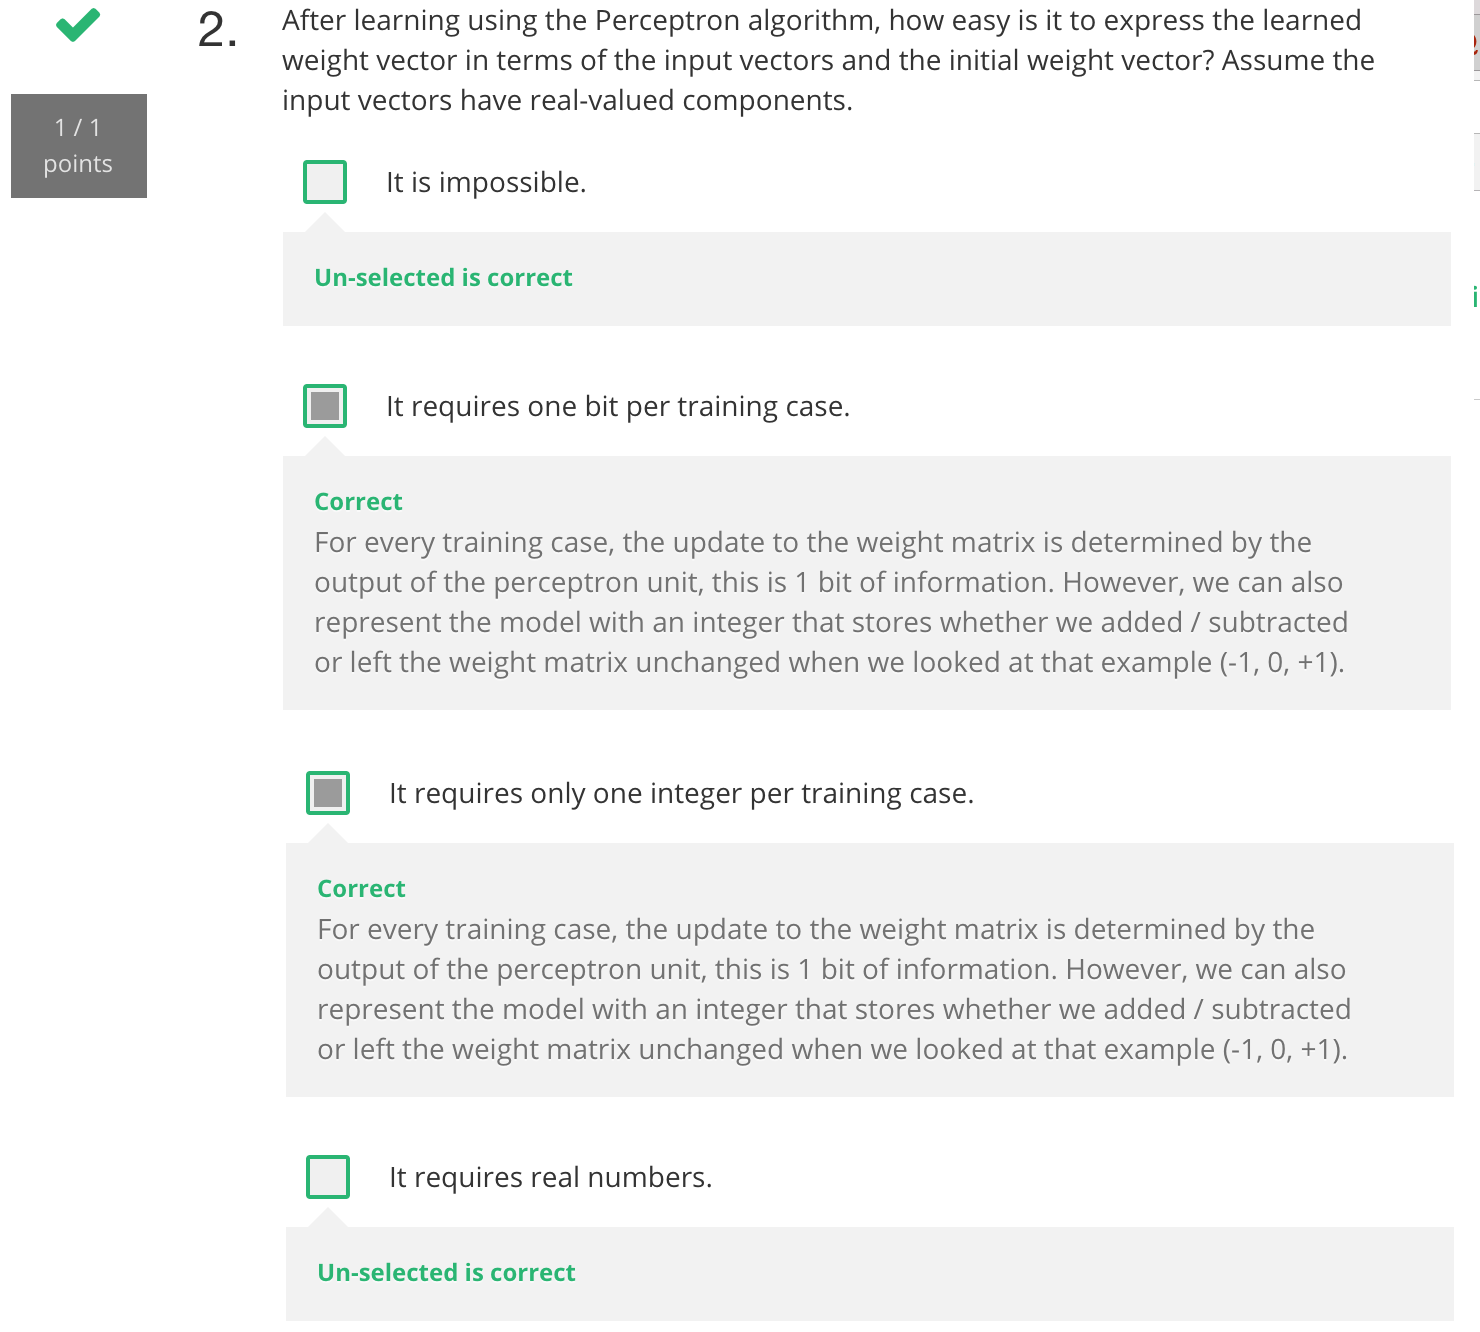 2. After learning using the Perceptron algorithm, how easy is it to express the learned
weight vector in terms of the input vectors and the initial weight vector? Assume the
input vectors have real-valued components.
1 / 1
points
It is impossible.
Un-selected is correct
It requires one bit per training case.
Correct
For every training case, the update to the weight matrix is determined by the
output of the perceptron unit, this is 1 bit of information. However, we can also
represent the model with an integer that stores whether we added / subtracted
or left the weight matrix unchanged when we looked at that example (-1, 0, +1).
It requires only one integer per training case.
Correct
For every training case, the update to the weight matrix is determined by the
output of the perceptron unit, this is 1 bit of information. However, we can also
represent the model with an integer that stores whether we added / subtracted
or left the weight matrix unchanged when we looked at that example (-1, 0, +1).
It requires real numbers.
Un-selected is correct